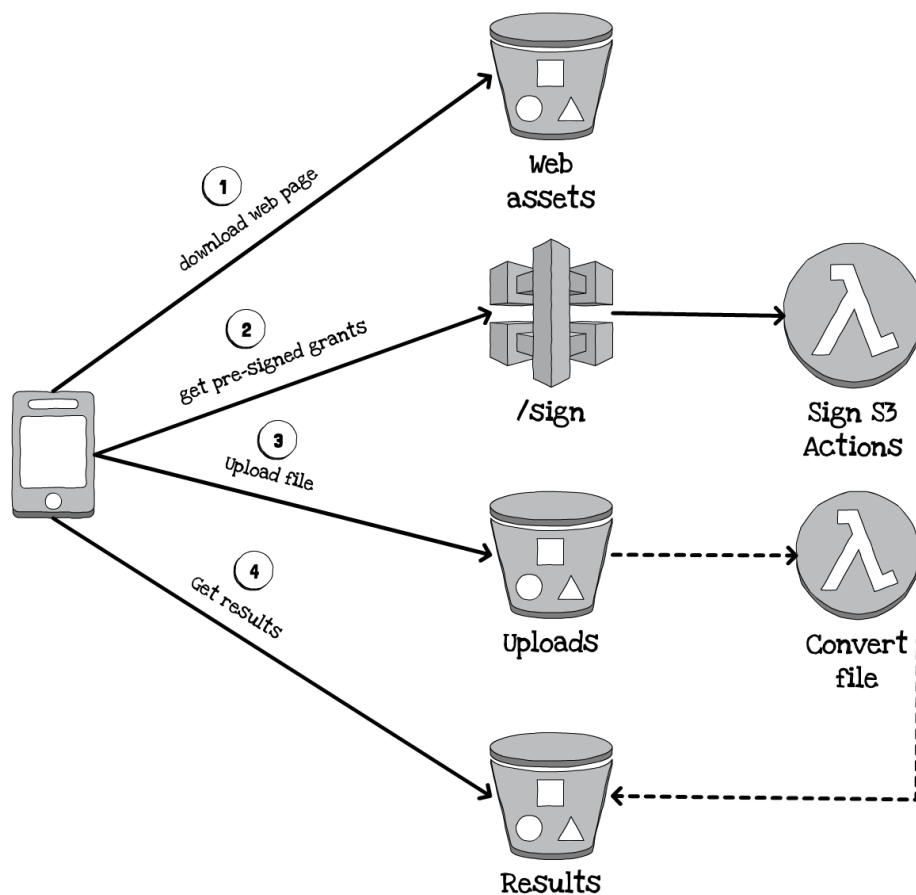 Web
assets
1
download web page
2
get pre-signed grants
/sign
Sign S3
Actions
3
Upload file
Uploads
Convert
file
4
Get results
Results